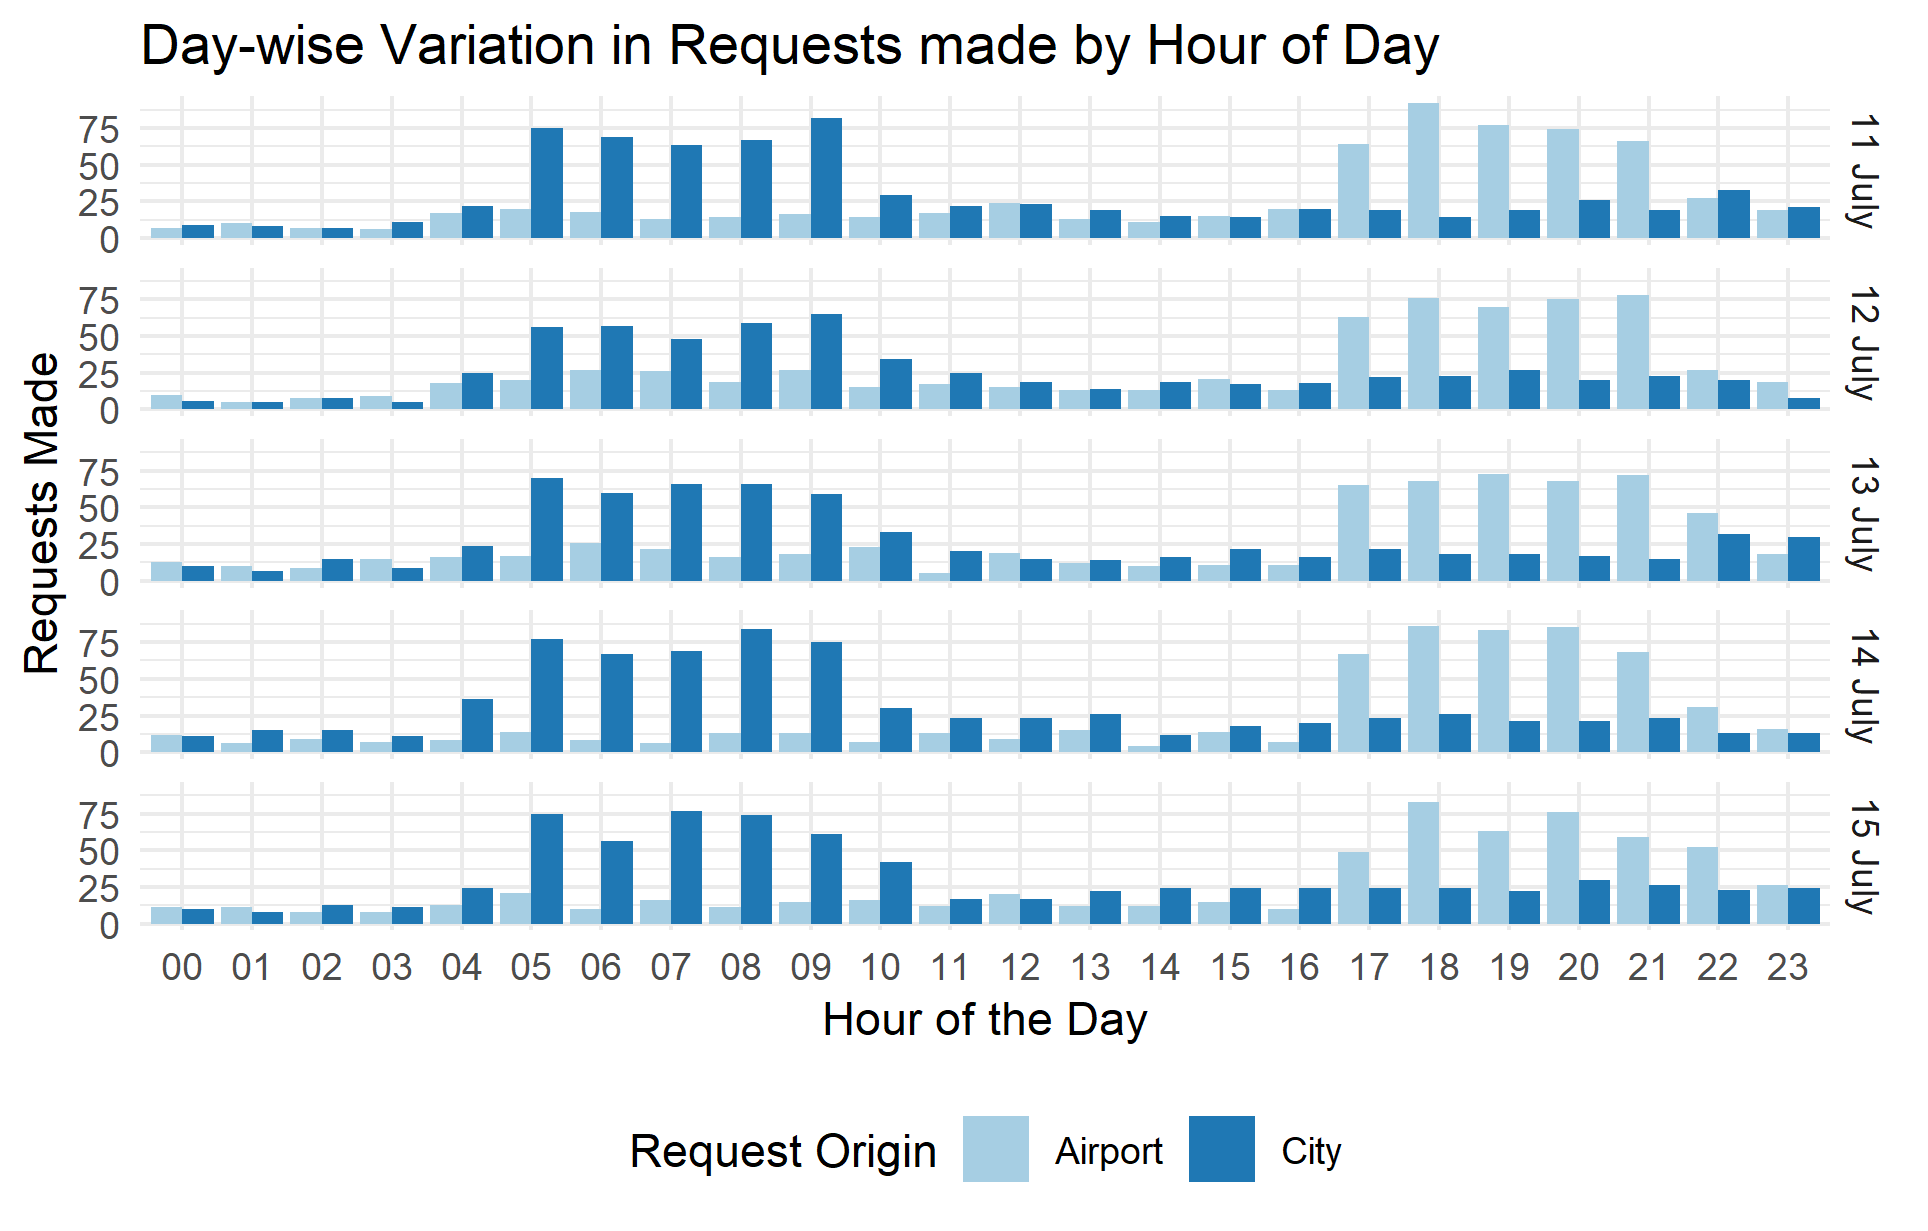 Day-wise Variation in Requests made by Hour of Day
Requests Made
75
50
25
0
11 July
75
50
25
0
12 July
75
50
25
0
13 July
75
50
25
0
14 July
75
50
25
0
15 July
00 01 02 03 04 05 06 07 08 09 10 11 12 13 14 15 16 17 18 19 20 21 22 23
Hour of the Day
Request Origin Airport City